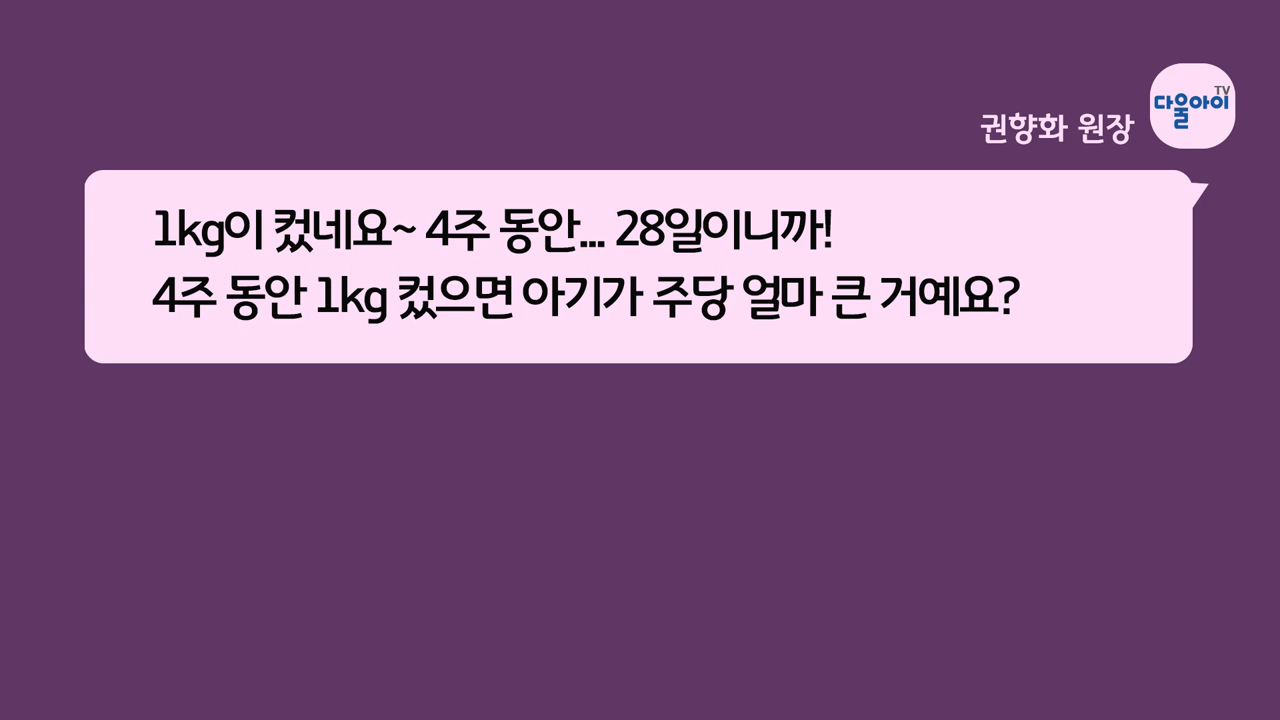 TV
다울아이
권향화 원장
1kg이 컸네요~ 4주 동안... 28일이니까!
4주 동안 1kg 컸으면 아기가 주당 얼마 큰 거예요?